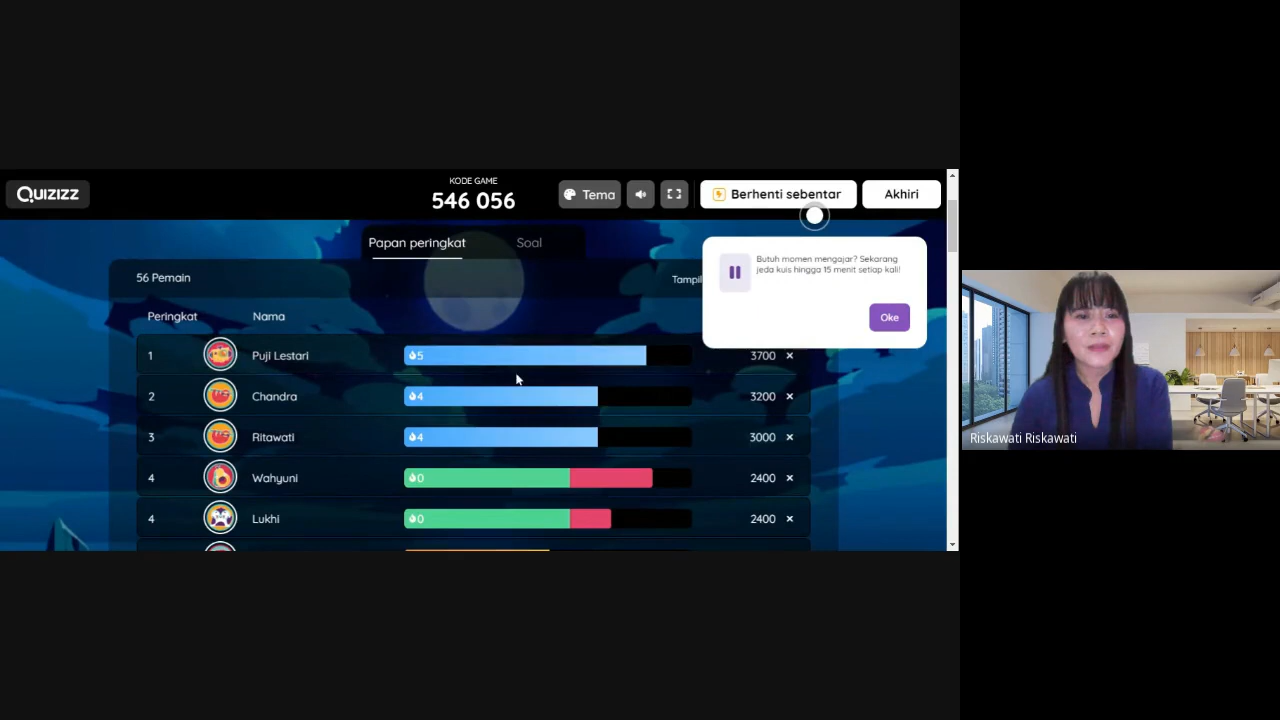 QUIZIZZ
KODE GAME
546 056
Tema
Berhenti sebentar
Akhiri
Papan peringkat
Soal
Butuh momen mengajar? Sekarang
jeda kuis hingga 15 menit setiap kali!
Oke
56 Pemain
Tampil
Peringkat
Nama
1 Puji Lestari 5 3700 ×
2 Chandra 4 3200 ×
3 Ritawati 4 3000 ×
4 Wahyuni 0 2400 ×
4 Lukhi 0 2400 ×
Riskawati Riskawati